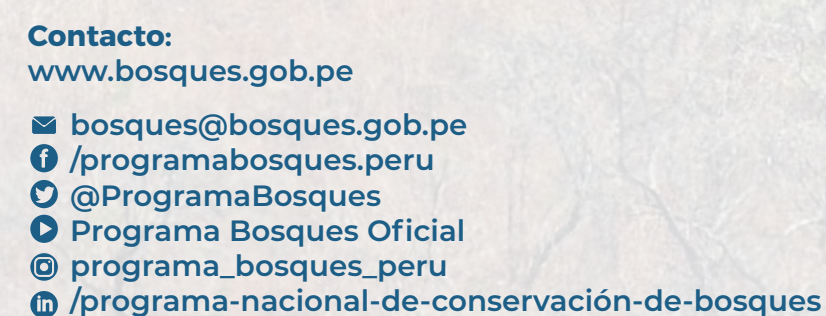 Contacto:
www.bosques.gob.pe
bosques@bosques.gob.pe
/programabosques.peru
@ProgramaBosques
Programa Bosques Oficial
programa_bosques_peru
/programa-nacional-de-conservación-de-bosques